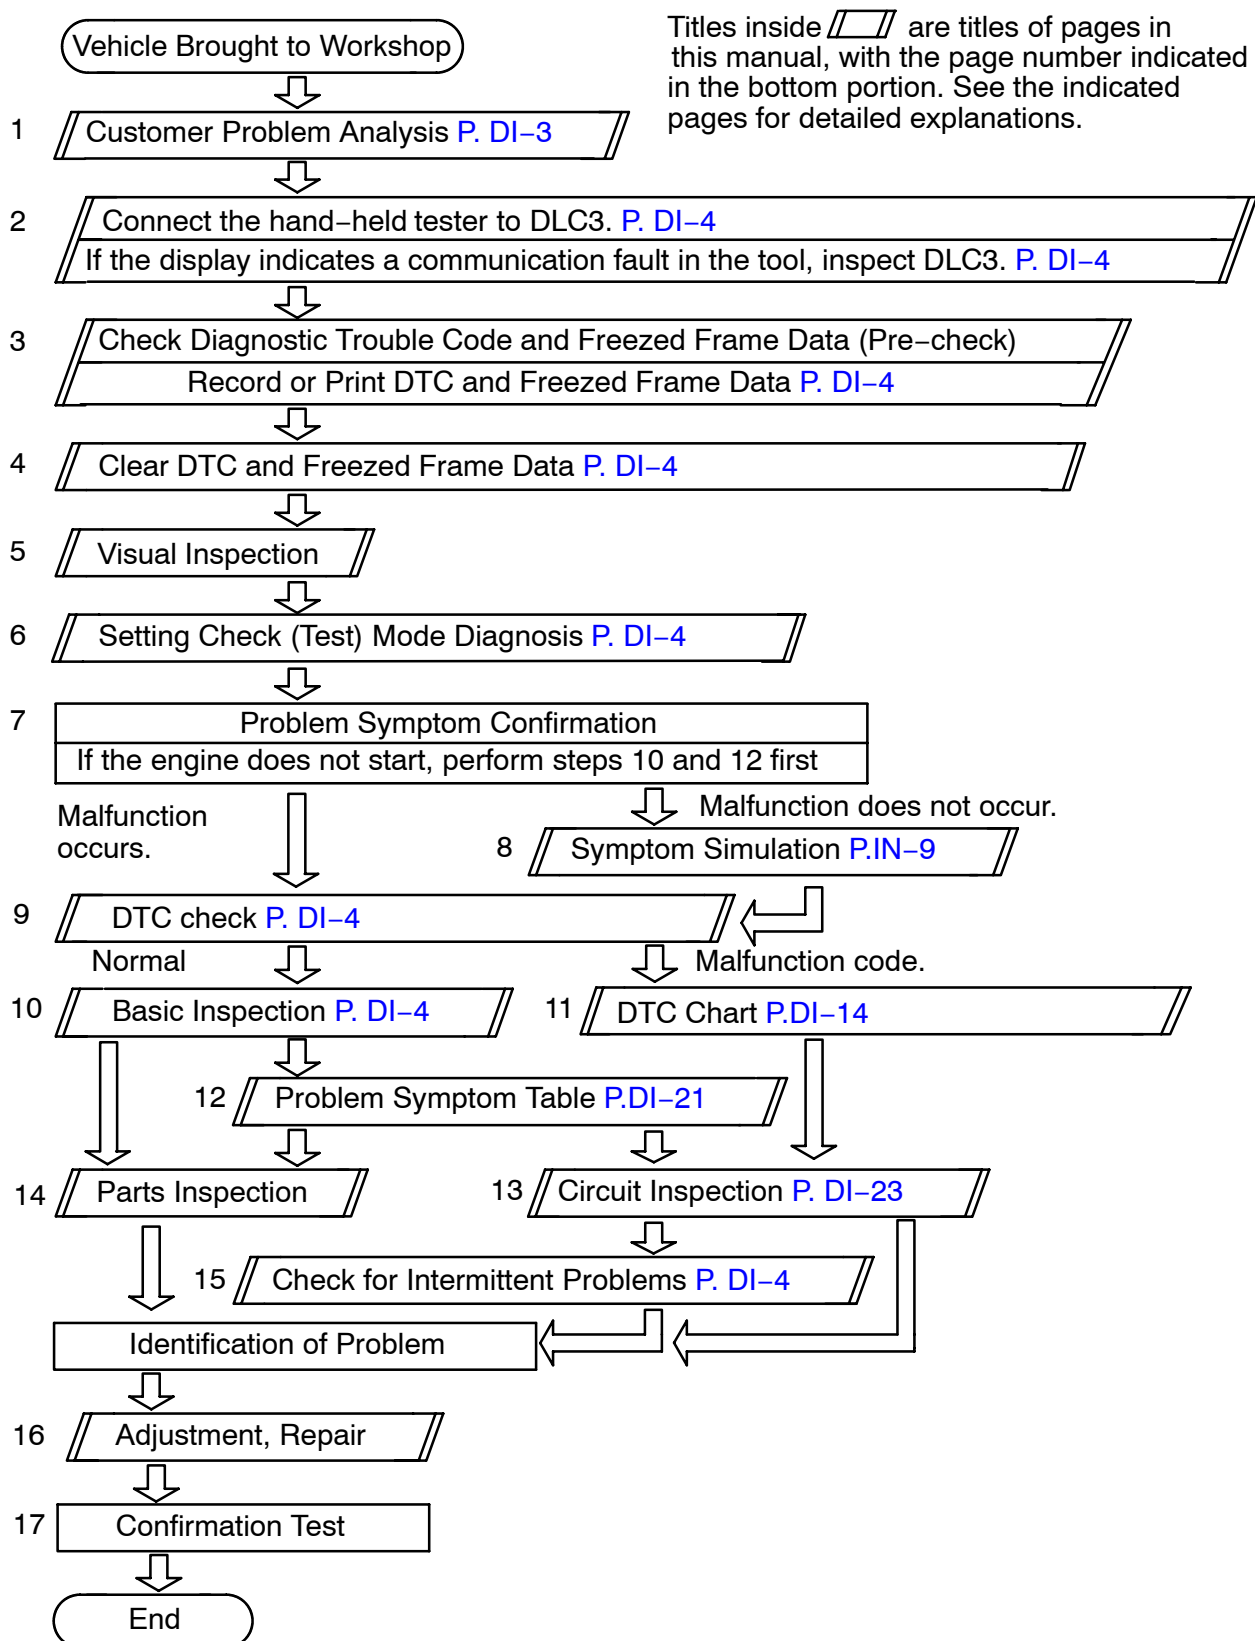 Vehicle Brought to Workshop
Titles inside are titles of pages in
this manual, with the page number indicated
in the bottom portion. See the indicated
pages for detailed explanations.
1 Customer Problem Analysis P. DI–3
2 Connect the hand–held tester to DLC3. P. DI–4
If the display indicates a communication fault in the tool, inspect DLC3. P. DI–4
3 Check Diagnostic Trouble Code and Freezed Frame Data (Pre–check)
Record or Print DTC and Freezed Frame Data P. DI–4
4 Clear DTC and Freezed Frame Data P. DI–4
5 Visual Inspection
6 Setting Check (Test) Mode Diagnosis P. DI–4
7 Problem Symptom Confirmation
If the engine does not start, perform steps 10 and 12 first
Malfunction
occurs.
Malfunction does not occur.
8 Symptom Simulation P.IN–9
9 DTC check P. DI–4
Normal
Malfunction code.
10 Basic Inspection P. DI–4
11 DTC Chart P.DI–14
12 Problem Symptom Table P.DI–21
14 Parts Inspection
13 Circuit Inspection P. DI–23
15 Check for Intermittent Problems P. DI–4
Identification of Problem
16 Adjustment, Repair
17 Confirmation Test
End